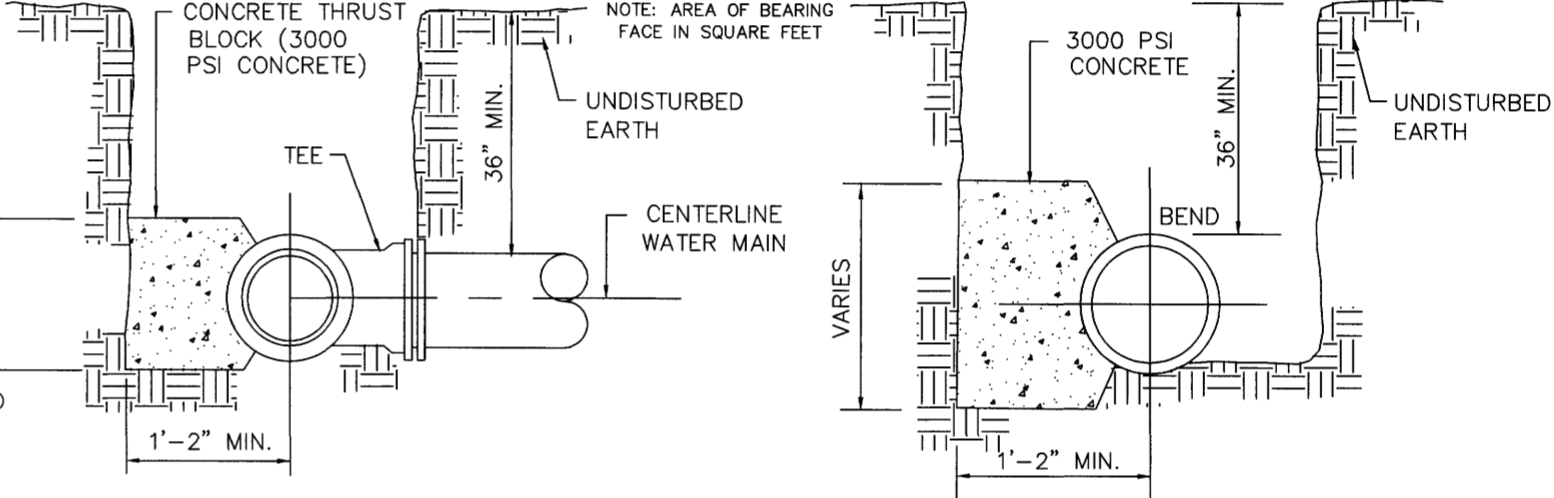 CONCRETE THRUST
BLOCK (3000
PSI CONCRETE)
NOTE: AREA OF BEARING
FACE IN SQUARE FEET
UNDISTURBED
EARTH
36" MIN.
TEE
CENTERLINE
WATER MAIN
1'-2" MIN.
3000 PSI
CONCRETE
36" MIN.
UNDISTURBED
EARTH
BEND
VARIES
1'-2" MIN.